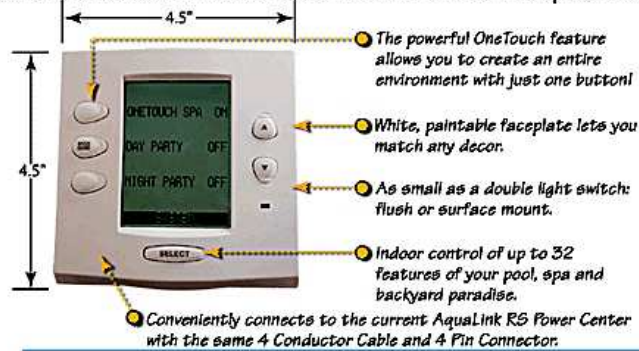 4.5"
The powerful OneTouch feature
allows you to create an entire
environment with just one button!
ONETOUCH SPA ON
White, paintable faceplate lets you
match any decor.
DAY PARTY OFF
4.5"
As small as a double light switch:
flush or surface mount.
NIGHT PARTY OFF
SELECT
Indoor control of up to 32
features of your pool, spa and
backyard paradise.
Conveniently connects to the current AquaLink RS Power Center
with the same 4 Conductor Cable and 4 Pin Connector.